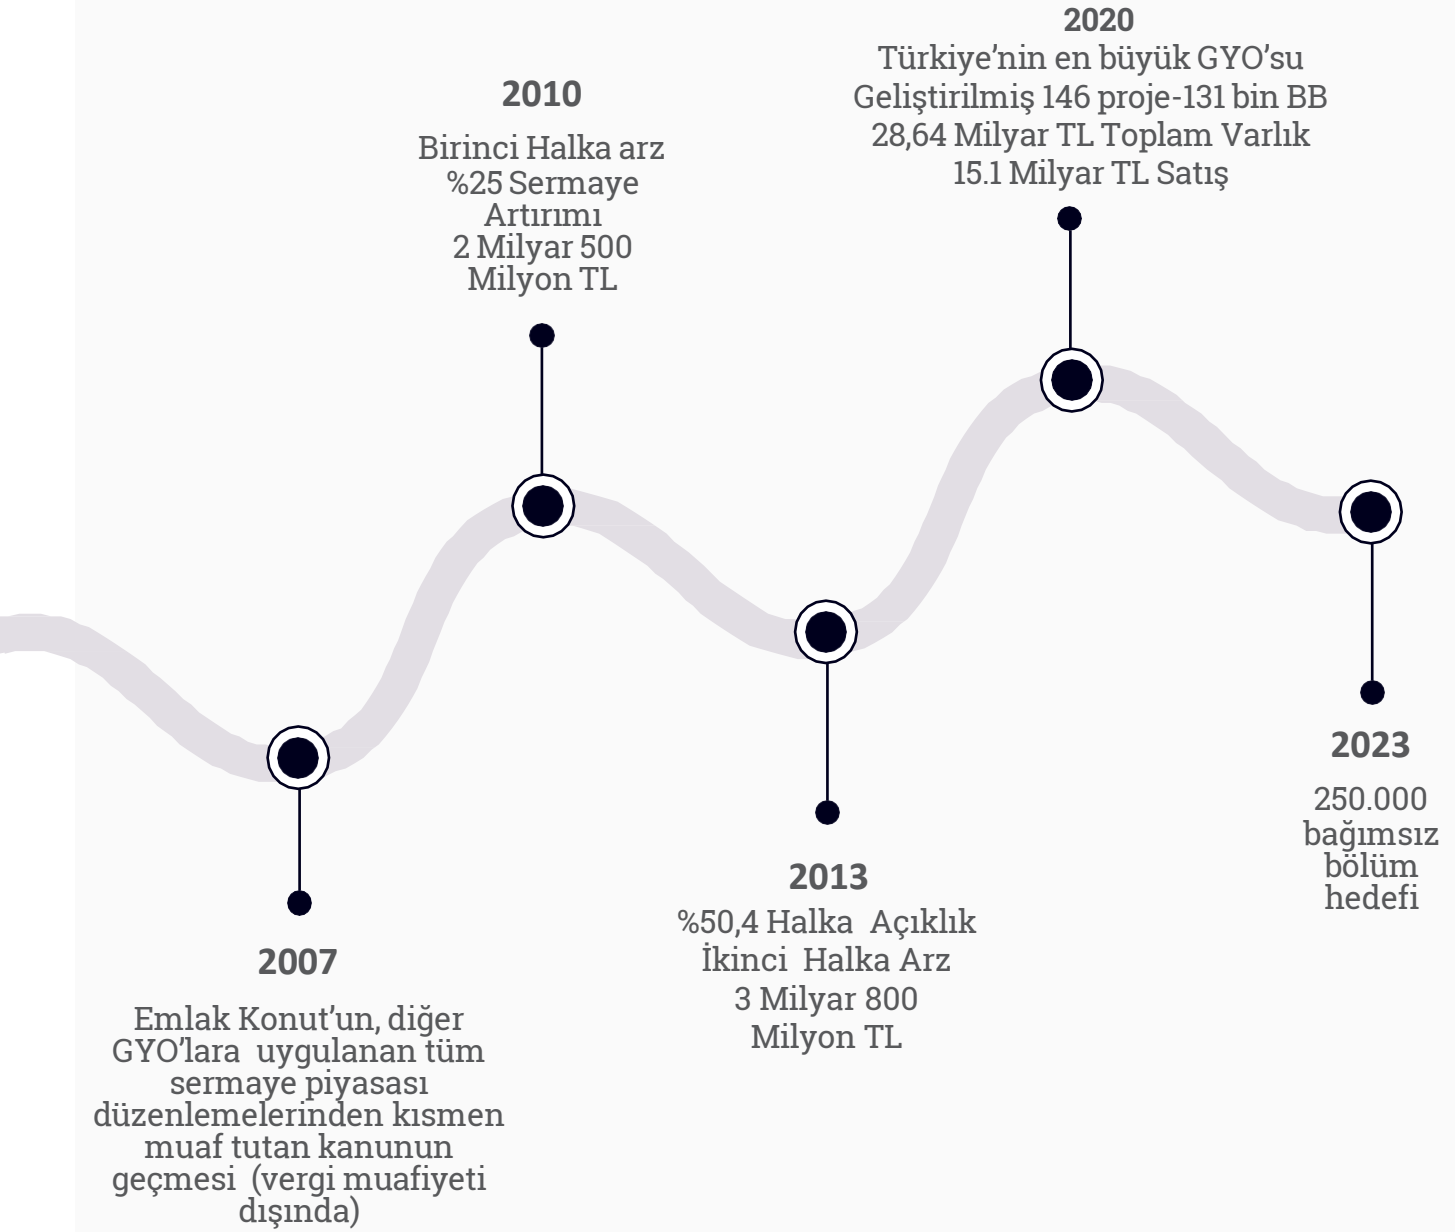 2007
Emlak Konut’un, diğer
GYO’lara uygulanan tüm
sermaye piyasası
düzenlemelerinden kısmen
muaf tutan kanunun
geçmesi (vergi muafiyeti
dışında)
2010
Birinci Halka arz
%25 Sermaye
Artırımı
2 Milyar 500
Milyon TL
2013
%50,4 Halka Açıklık
İkinci Halka Arz
3 Milyar 800
Milyon TL
2020
Türkiye’nin en büyük GYO’su
Geliştirilmiş 146 proje-131 bin BB
28,64 Milyar TL Toplam Varlık
15.1 Milyar TL Satış
2023
250.000
bağımsız
bölüm
hedefi